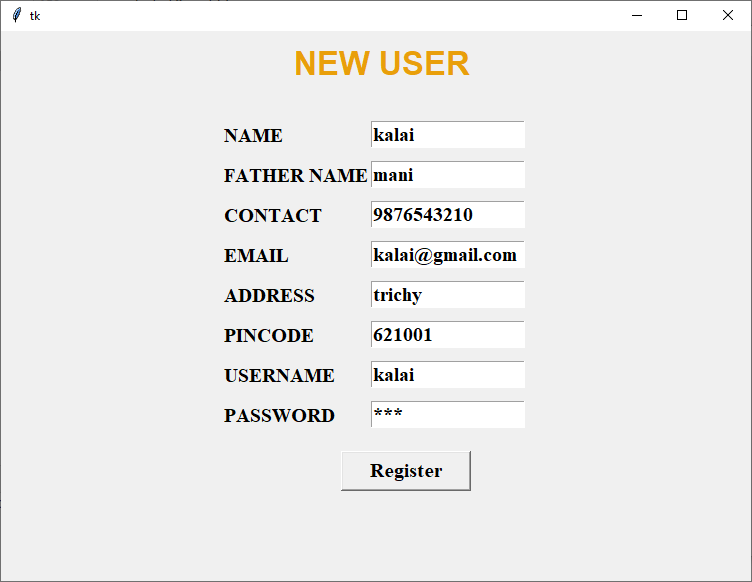 tk
NEW USER
NAME kalai
FATHER NAME mani
CONTACT 9876543210
EMAIL kalai@gmail.com
ADDRESS trichy
PINCODE 621001
USERNAME kalai
PASSWORD ***
Register